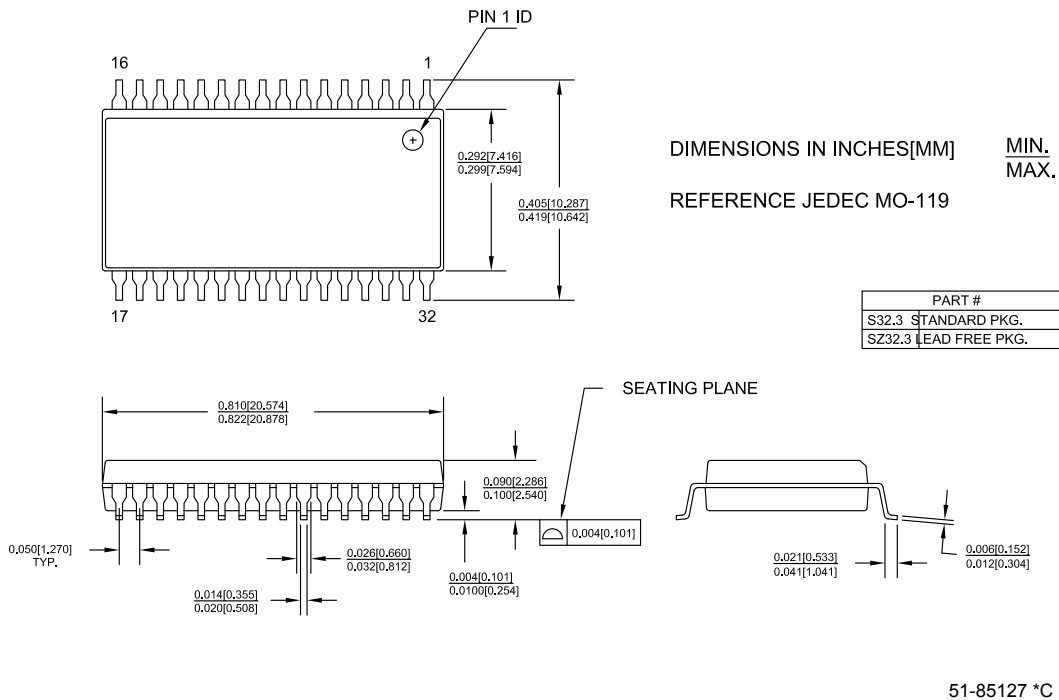 PIN 1 ID
16
1
0.292[7.416]
0.299[7.594]
0.405[10.287]
0.419[10.642]
17
32
DIMENSIONS IN INCHES[MM]
MIN.
MAX.
REFERENCE JEDEC MO-119
PART #
S32.3 STANDARD PKG.
SZ32.3 LEAD FREE PKG.
SEATING PLANE
0.810[20.574]
0.822[20.878]
0.090[2.286]
0.100[2.540]
0.004[0.101]
0.050[1.270]
TYP.
0.026[0.660]
0.032[0.812]
0.014[0.355]
0.020[0.508]
0.004[0.101]
0.0100[0.254]
0.021[0.533]
0.041[1.041]
0.006[0.152]
0.012[0.304]
51-85127 *C